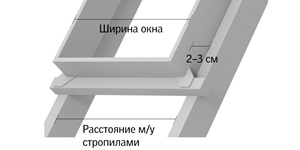 Ширина окна
2–3 см
Расстояние м/у
стропилами